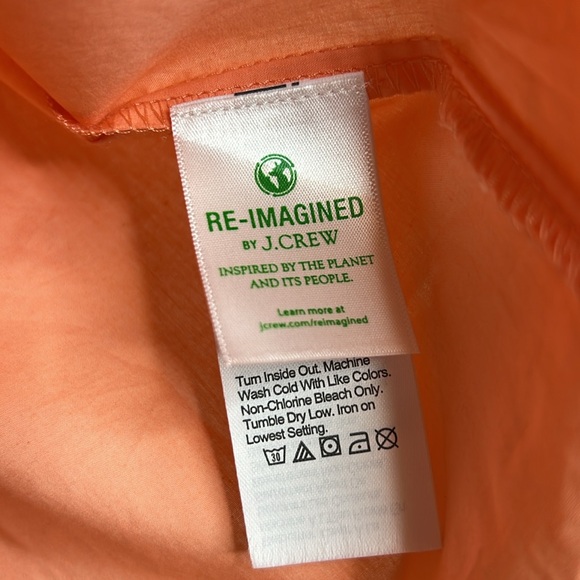 RE-IMAGINED
BY J.CREW
INSPIRED BY THE PLANET
AND ITS PEOPLE.
Learn more at
jcrew.com/reimagined
Turn Inside Out. Machine
Wash Cold With Like Colors.
Non-Chlorine Bleach Only.
Tumble Dry Low. Iron on
Lowest Setting.
30